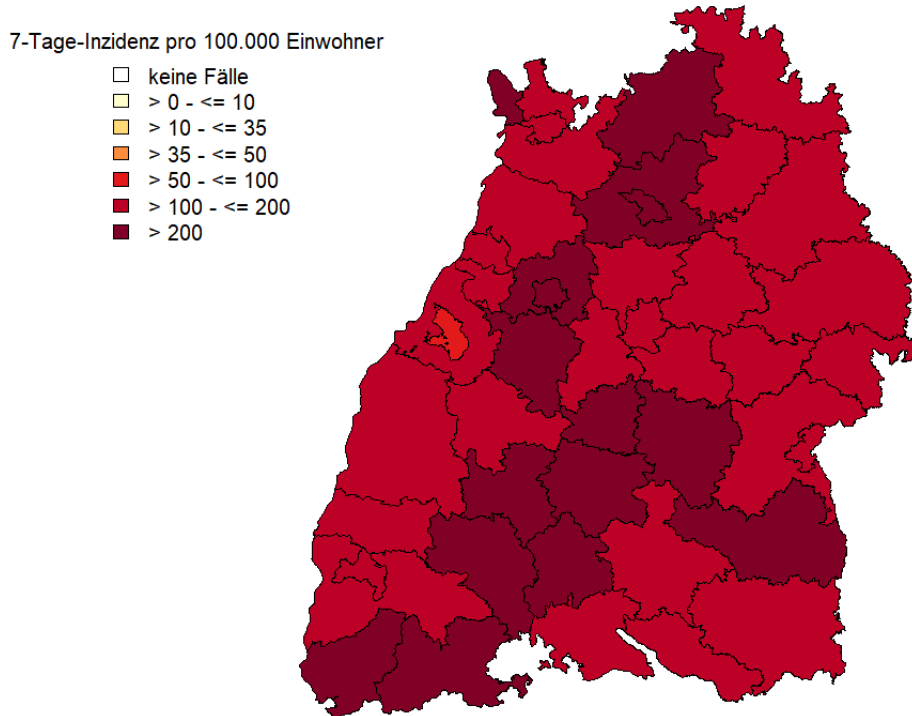 7-Tage-Inzidenz pro 100.000 Einwohner
keine Fälle
> 0 - <= 10
> 10 - <= 35
> 35 - <= 50
> 50 - <= 100
> 100 - <= 200
> 200